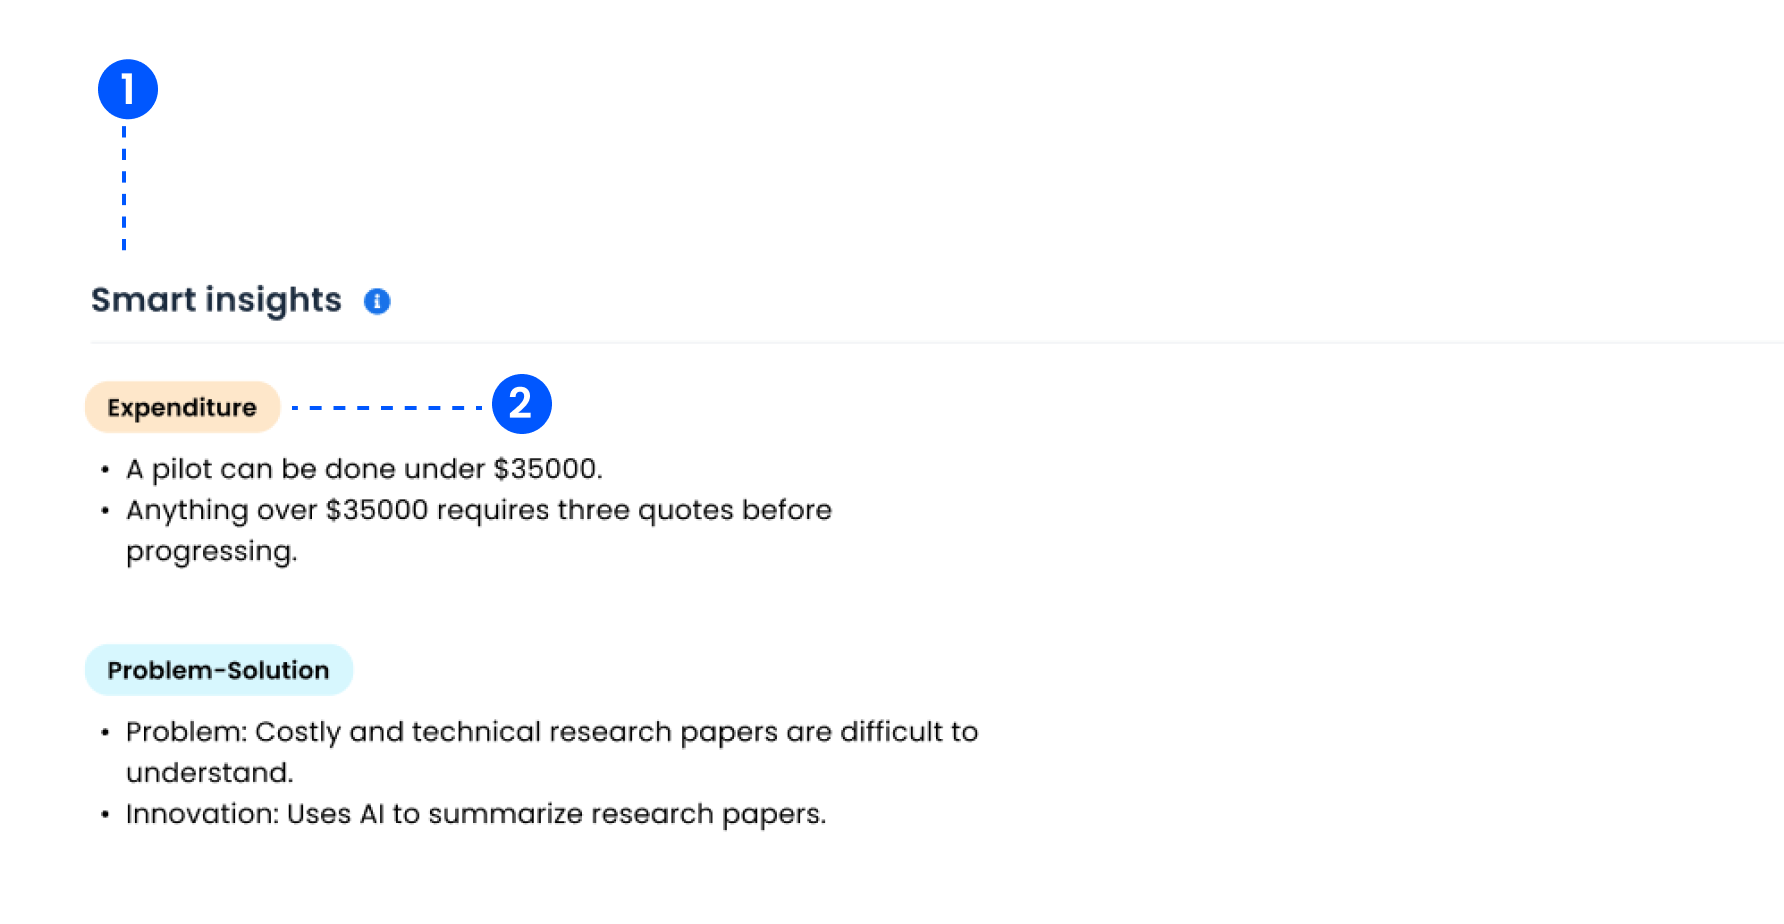 1
Smart insights
Expenditure
2
• A pilot can be done under $35000.
• Anything over $35000 requires three quotes before
progressing.
Problem-Solution
• Problem: Costly and technical research papers are difficult to
understand.
• Innovation: Uses AI to summarize research papers.